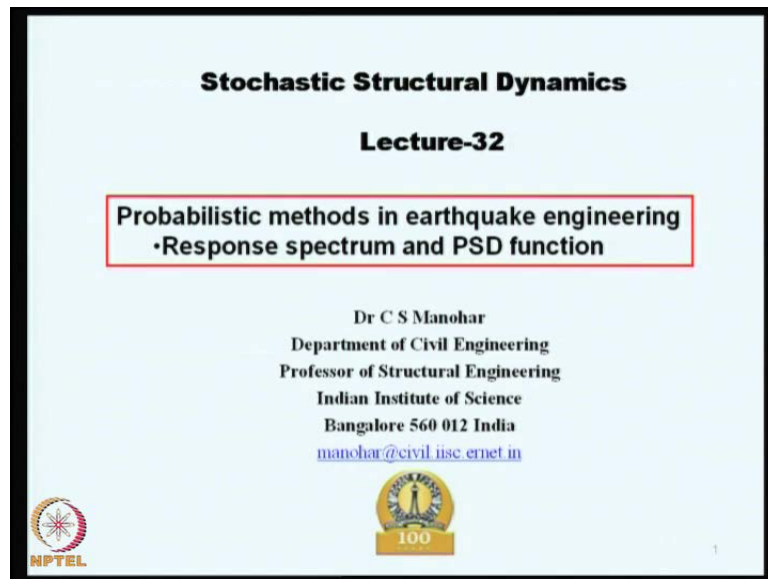 Stochastic Structural Dynamics
Lecture-32
Probabilistic methods in earthquake engineering
•Response spectrum and PSD function
Dr C S Manohar
Department of Civil Engineering
Professor of Structural Engineering
Indian Institute of Science
Bangalore 560 012 India
manohar@civil.iisc.ernet.in
100
NPTEL
1